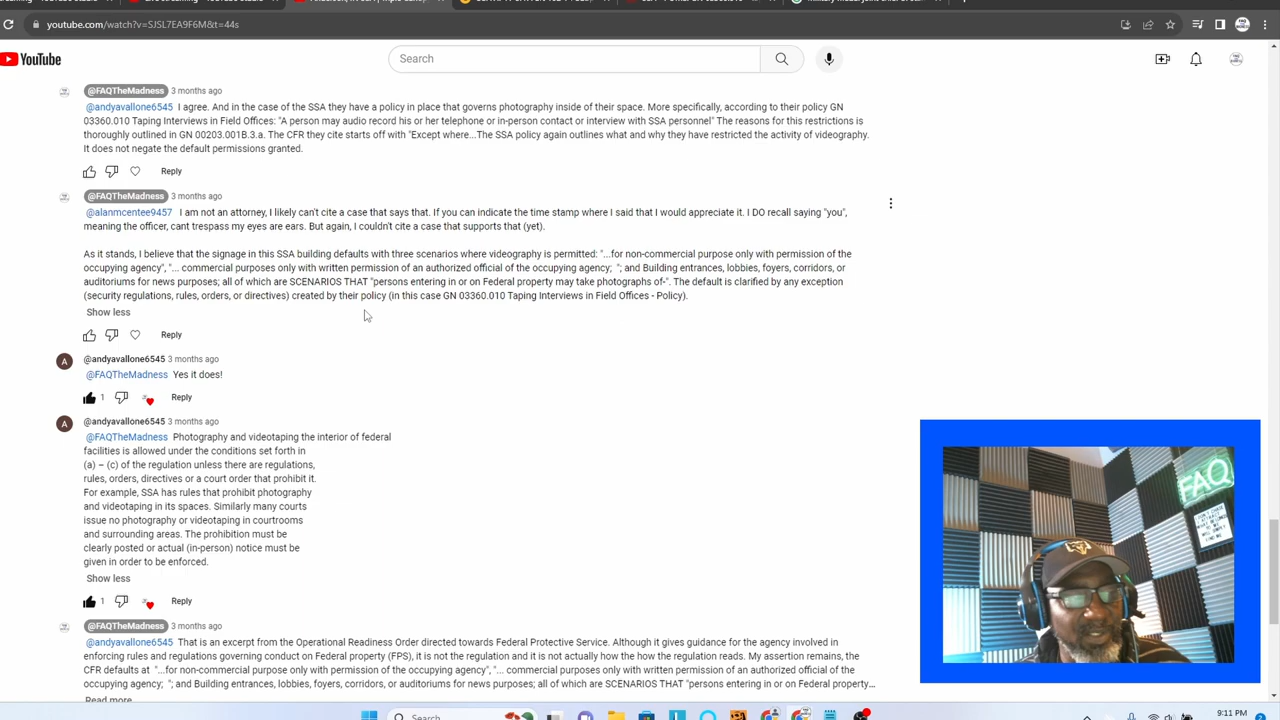 youtube.com/watch?v=SJSL7EA9F6M&t=44s
YouTube
Search
@FAQTheMadness 3 months ago
@andyavallone6545 I agree. And in the case of the SSA they have a policy in place that governs photography inside of their space. More specifically, according to their policy GN
03360.010 Taping Interviews in Field Offices: "A person may audio record his or her telephone or in-person contact or interview with SSA personnel" The reasons for this restrictions is
thoroughly outlined in GN 00203.001B.3.a. The CFR they cite starts off with "Except where...The SSA policy again outlines what and why they have restricted the activity of videography.
It does not negate the default permissions granted.
Reply
@FAQTheMadness 3 months ago
@alanmcentee9457 I am not an attorney, I likely can't cite a case that says that. If you can indicate the time stamp where I said that I would appreciate it. I DO recall saying "you",
meaning the officer, cant trespass my eyes are ears. But again, I couldn't cite a case that supports that (yet).
As it stands, I believe that the signage in this SSA building defaults with three scenarios where videography is permitted: "...for non-commercial purpose only with permission of the
occupying agency", "... commercial purposes only with written permission of an authorized official of the occupying agency; "; and Building entrances, lobbies, foyers, corridors, or
auditoriums for news purposes; all of which are SCENARIOS THAT "persons entering in or on Federal property may take photographs of-". The default is clarified by any exception
(security regulations, rules, orders, or directives) created by their policy (in this case GN 03360.010 Taping Interviews in Field Offices - Policy).
Show less
Reply
A
@andyavallone6545 3 months ago
@FAQTheMadness Yes it does!
1
Reply
A
@andyavallone6545 3 months ago
@FAQTheMadness Photography and videotaping the interior of federal
facilities is allowed under the conditions set forth in
(a) – (c) of the regulation unless there are regulations,
rules, orders, directives or a court order that prohibit it.
For example, SSA has rules that prohibit photography
and videotaping in its spaces. Similarly many courts
issue no photography or videotaping in courtrooms
and surrounding areas. The prohibition must be
clearly posted or actual (in-person) notice must be
given in order to be enforced.
Show less
1
Reply
FAQ
@FAQTheMadness 3 months ago
@andyavallone6545 That is an excerpt from the Operational Readiness Order directed towards Federal Protective Service. Although it gives guidance for the agency involved in
enforcing rules and regulations governing conduct on Federal property (FPS), it is not the regulation and it is not actually how the how the regulation reads. My assertion remains, the
CFR defaults at "...for non-commercial purpose only with permission of the occupying agency", "... commercial purposes only with written permission of an authorized official of the
occupying agency; "; and Building entrances, lobbies, foyers, corridors, or auditoriums for news purposes; all of which are SCENARIOS THAT "persons entering in or on Federal property...
Read more
Search
9:11 PM